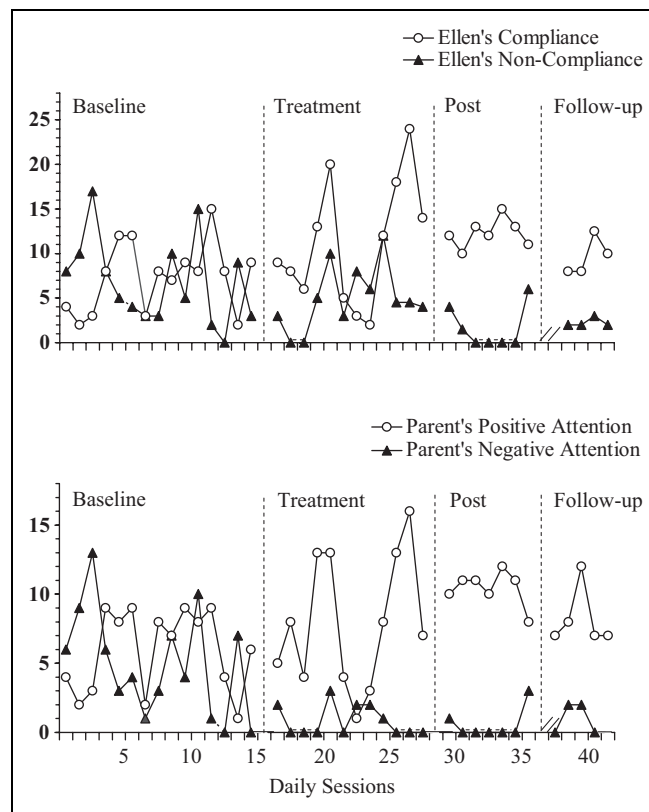 Ellen's Compliance
Ellen's Non-Compliance
Baseline Treatment Post Follow-up
25
20
15
10
5
0
Parent's Positive Attention
Parent's Negative Attention
Baseline Treatment Post Follow-up
15
10
5
0
5 10 15 20 25 30 35 40
Daily Sessions